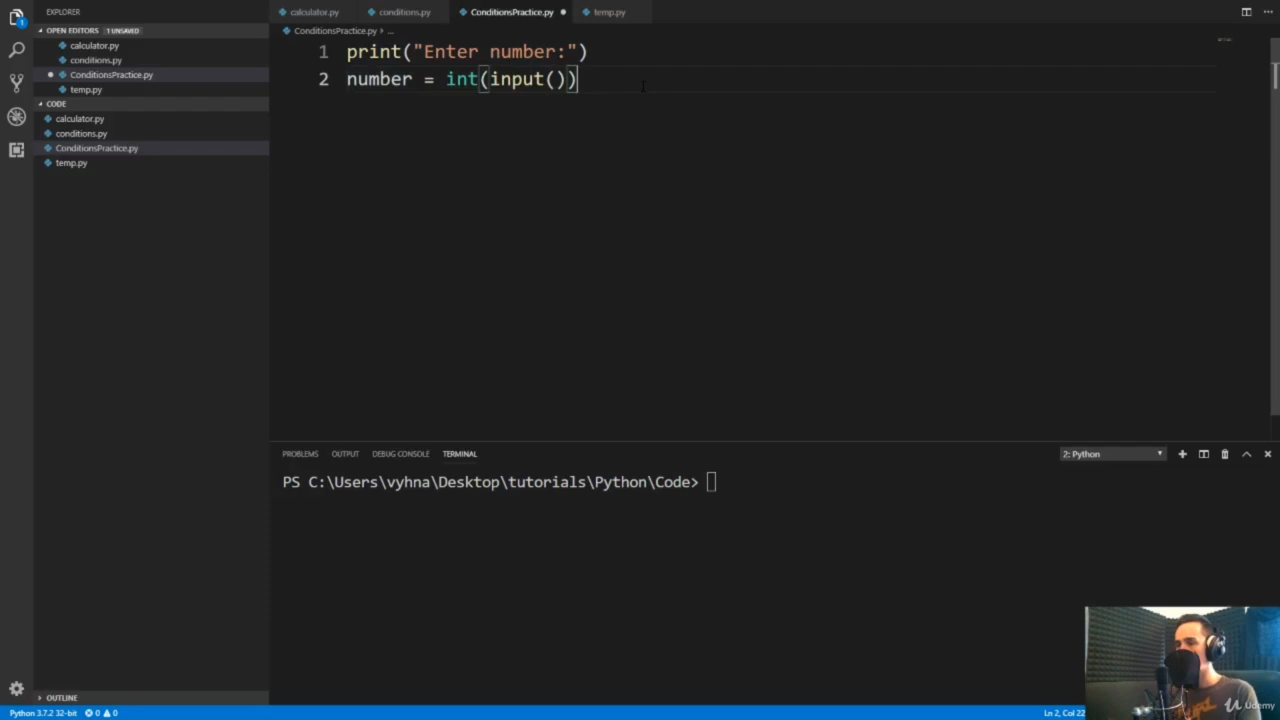 EXPLORER
OPEN EDITORS 1 UNSAVED
calculator.py
conditions.py
ConditionsPractice.py
temp.py
CODE
calculator.py
conditions.py
ConditionsPractice.py
temp.py
OUTLINE
calculator.py conditions.py ConditionsPractice.py temp.py
ConditionsPractice.py > ...
1 print("Enter number:")
2 number = int(input())
PROBLEMS OUTPUT DEBUG CONSOLE TERMINAL 2: Python
PS C:\Users\vyhna\Desktop\tutorials\Python\Code>
Python 3.7.2 32-bit 0 0 Ln 2, Col 22
Udemy
1